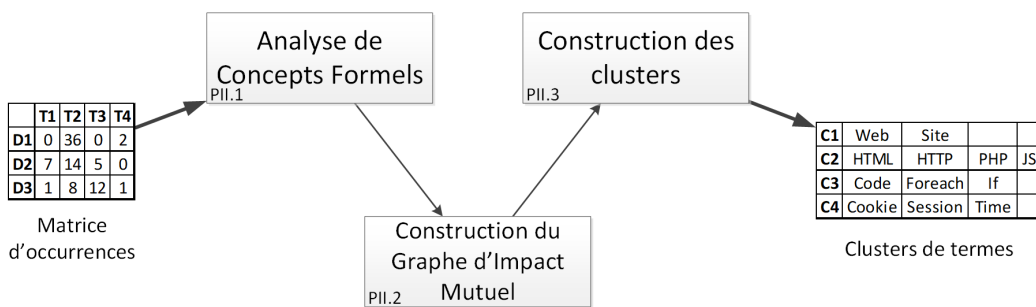 Analyse de
Concepts Formels
PII.1
Construction des
clusters
PII.3
T1 T2 T3 T4
D1 0 36 0 2
D2 7 14 5 0
D3 1 8 12 1
Matrice
d'occurrences
Construction du
Graphe d'Impact
Mutuel
PII.2
C1 Web Site
C2 HTML HTTP PHP JS
C3 Code Foreach If
C4 Cookie Session Time
Clusters de termes